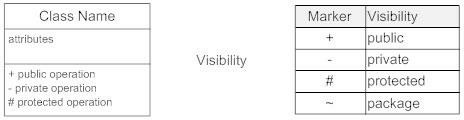 Class Name
attributes
+ public operation
- private operation
# protected operation
Visibility
Marker Visibility
+ public
- private
# protected
~ package